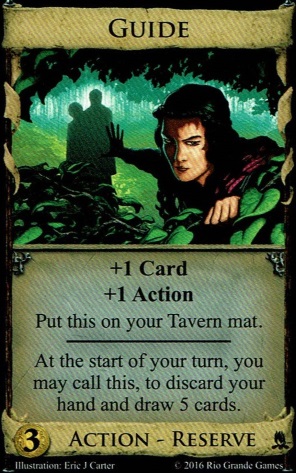 GUIDE
+1 Card
+1 Action
Put this on your Tavern mat.
At the start of your turn, you
may call this, to discard your
hand and draw 5 cards.
3 ACTION - RESERVE
Illustration: Eric J Carter © 2016 Rio Grande Games